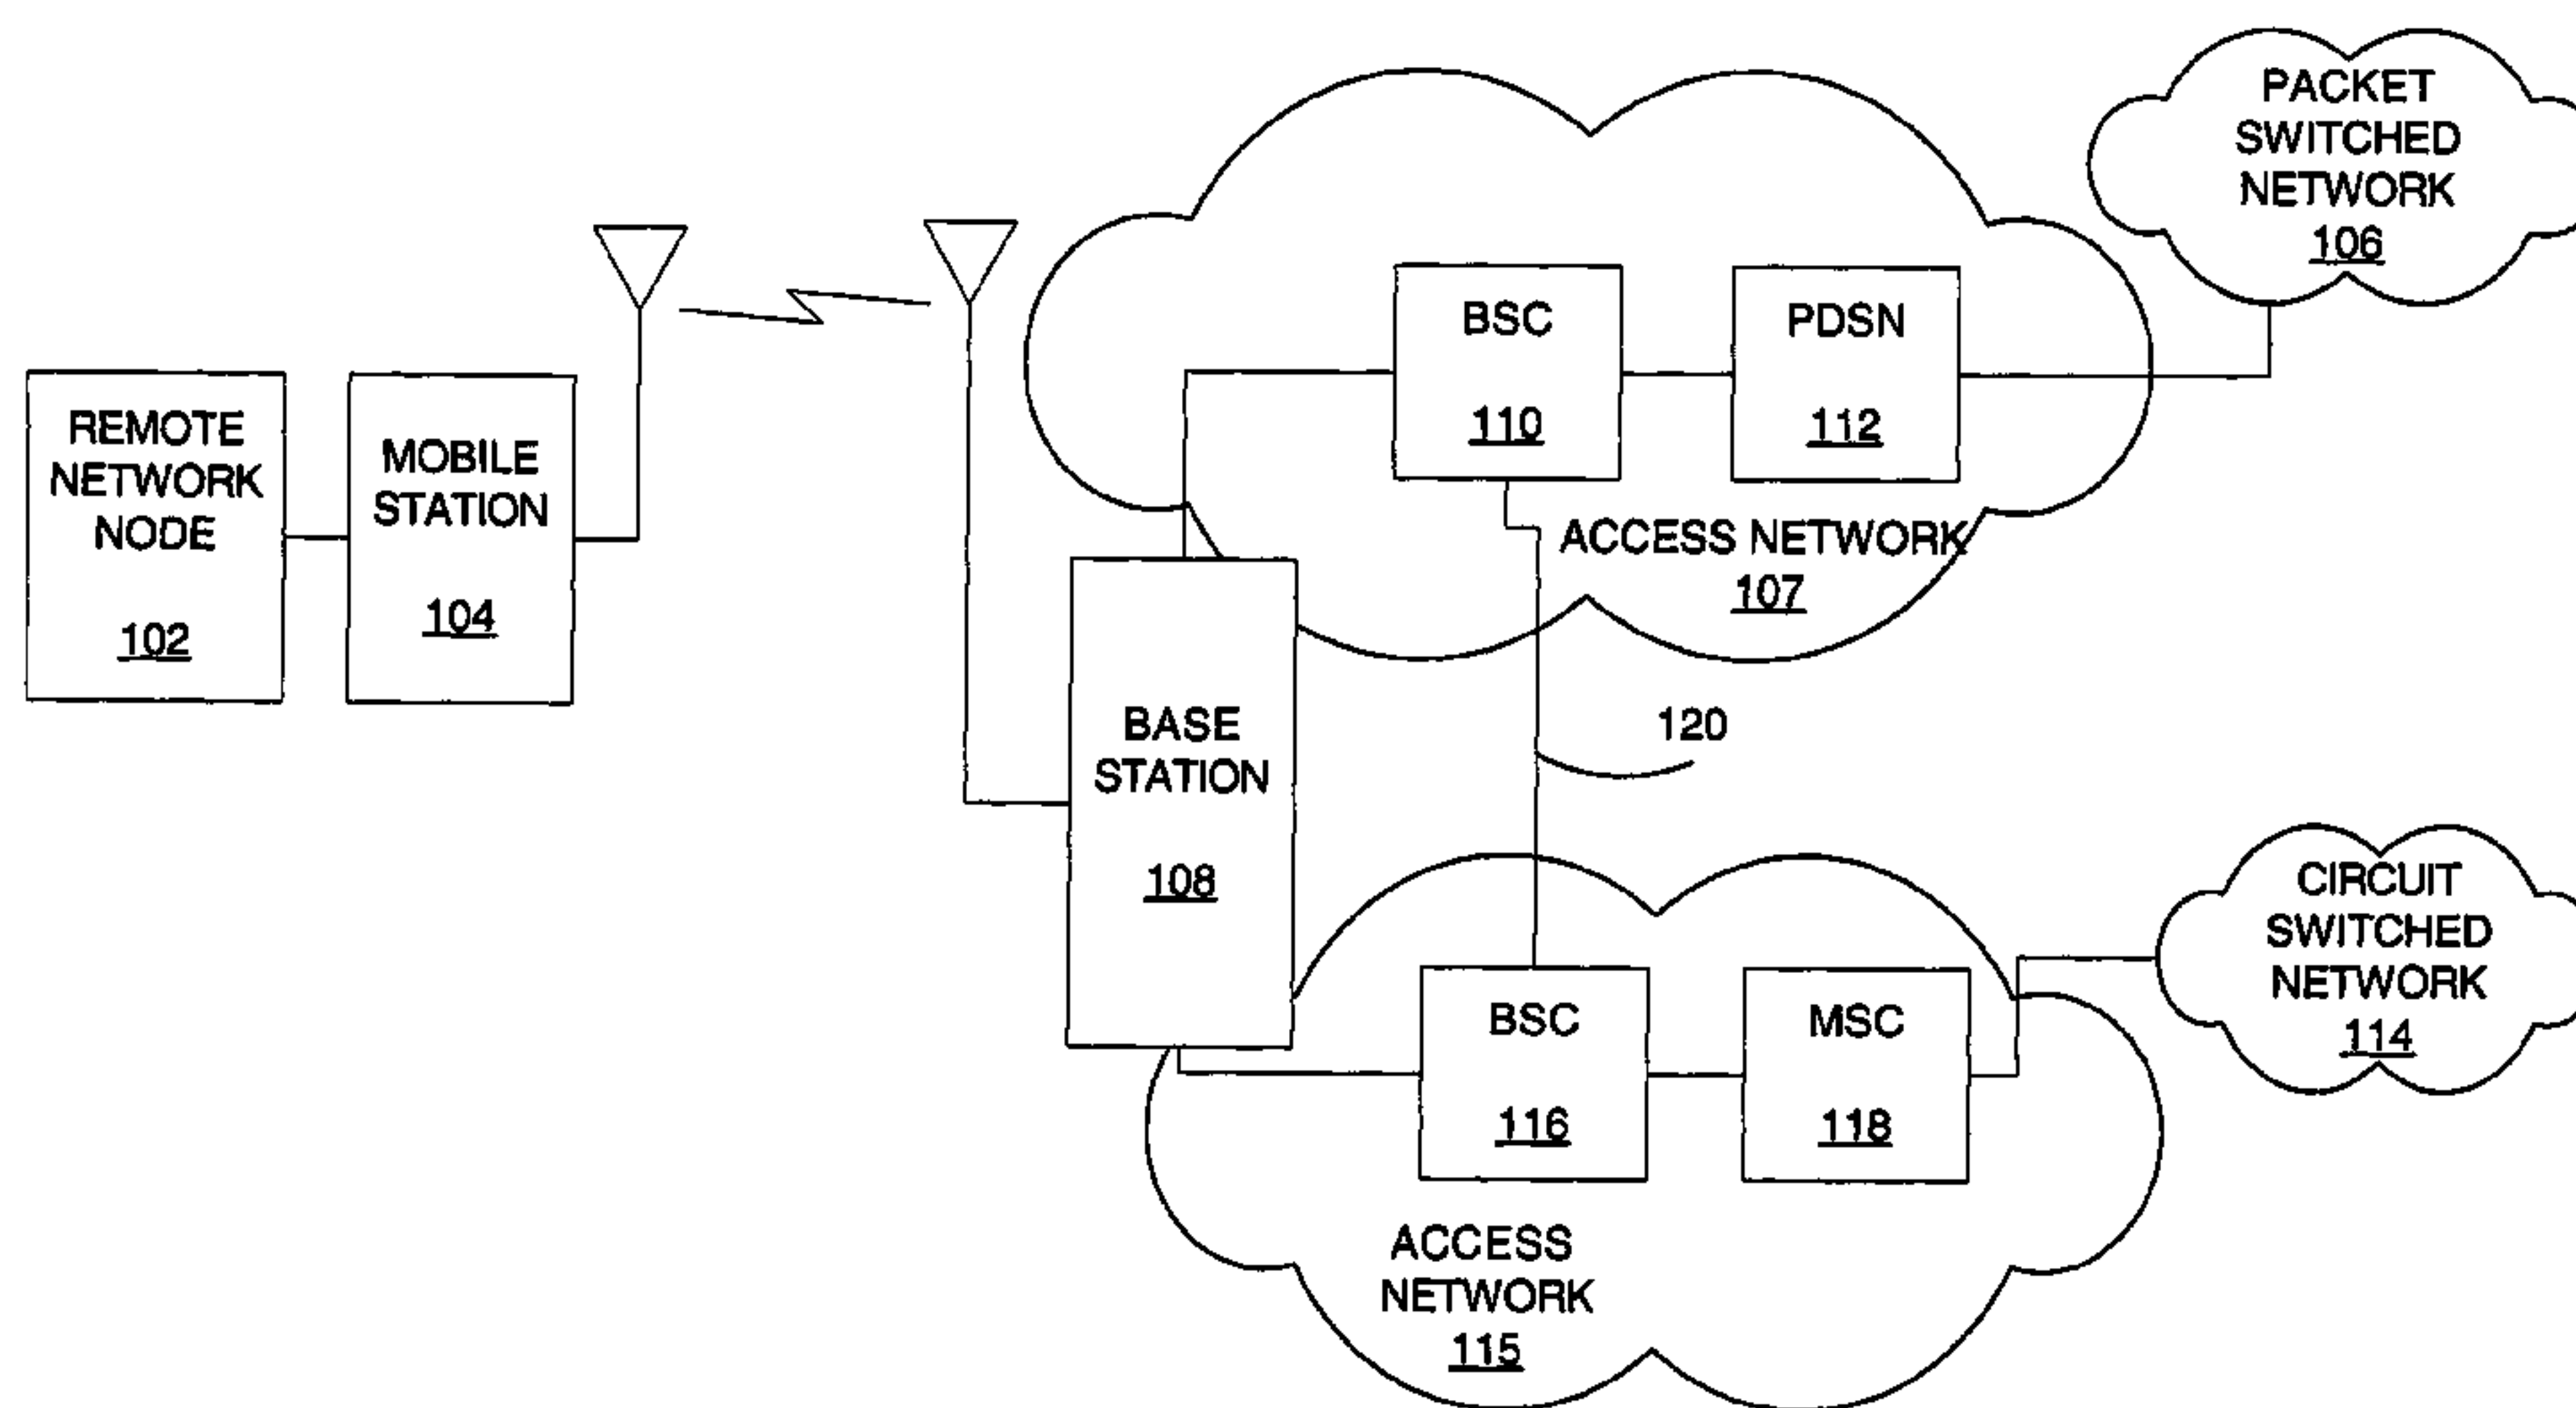 REMOTE
NETWORK
NODE
102
MOBILE
STATION
104
BASE
STATION
108
BSC
110
PDSN
112
ACCESS NETWORK
107
PACKET
SWITCHED
NETWORK
106
120
BSC
116
MSC
118
ACCESS
NETWORK
115
CIRCUIT
SWITCHED
NETWORK
114